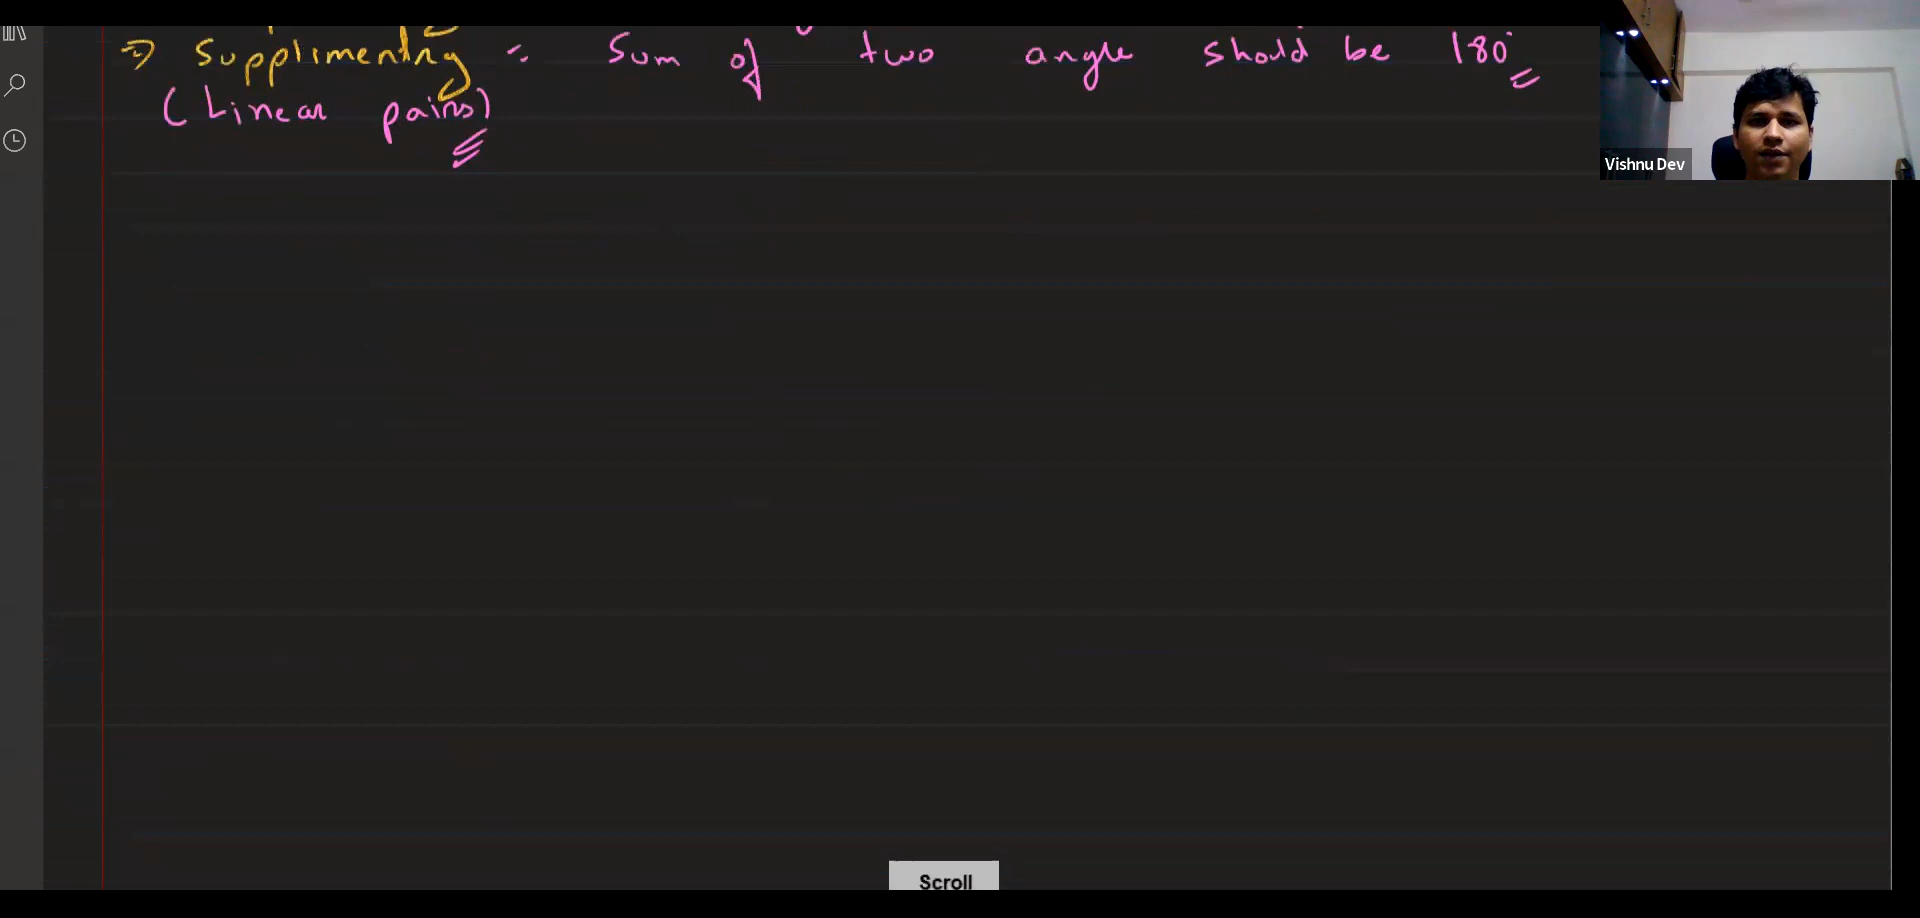 ⇒ Supplimentry :- Sum of two angle should be 180°
(Linear pairs)
Vishnu Dev
Scroll